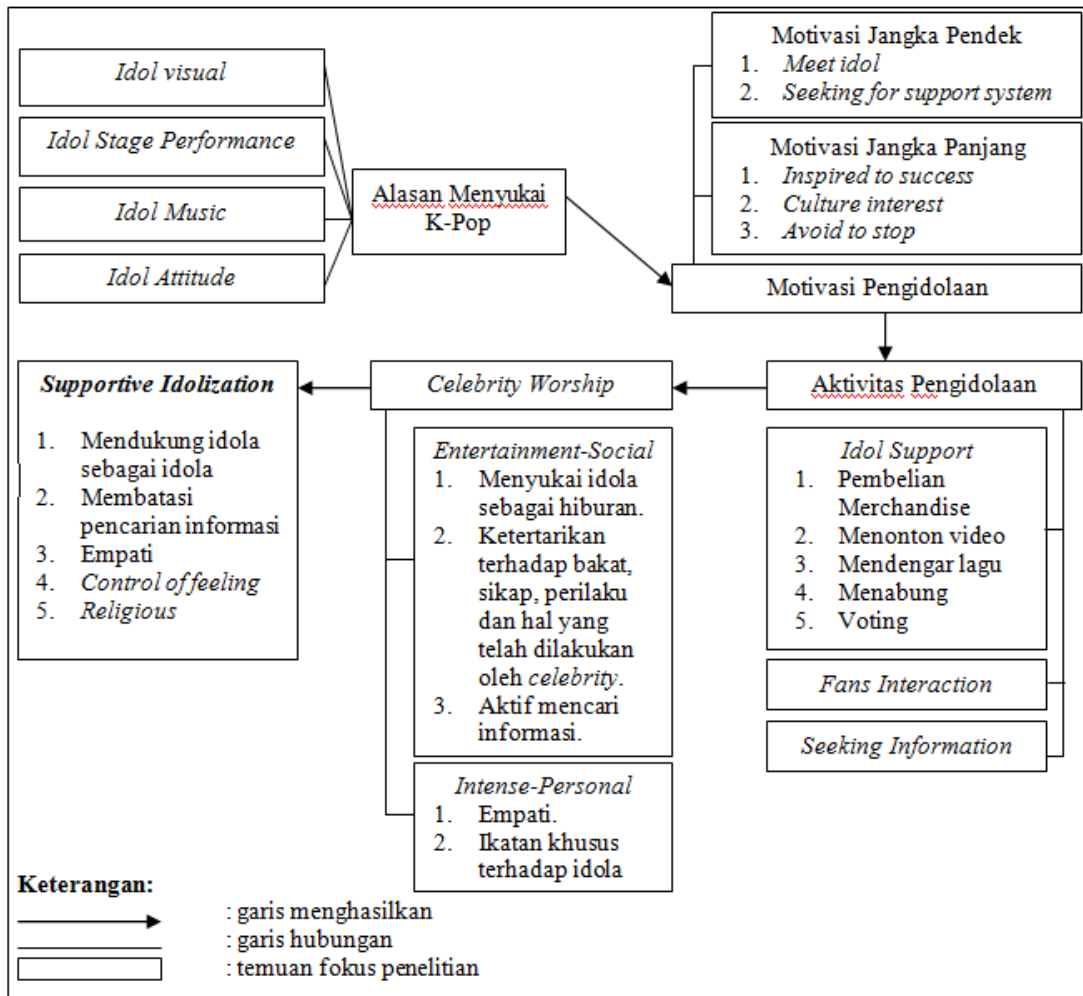 Idol visual
Idol Stage Performance
Idol Music
Idol Attitude
Alasan Menyukai
K-Pop
Motivasi Jangka Pendek
1. Meet idol
2. Seeking for support system
Motivasi Jangka Panjang
1. Inspired to success
2. Culture interest
3. Avoid to stop
Motivasi Pengidolaan
Aktivitas Pengidolaan
Idol Support
1. Pembelian
Merchandise
2. Menonton video
3. Mendengar lagu
4. Menabung
5. Voting
Fans Interaction
Seeking Information
Celebrity Worship
Entertainment-Social
1. Menyukai idola
sebagai hiburan.
2. Ketertarikan
terhadap bakat,
sikap, perilaku
dan hal yang
telah dilakukan
oleh celebrity.
3. Aktif mencari
informasi.
Intense-Personal
1. Empati.
2. Ikatan khusus
terhadap idola
Supportive Idolization
1. Mendukung idola
sebagai idola
2. Membatasi
pencarian informasi
3. Empati
4. Control of feeling
5. Religious
Keterangan:
: garis menghasilkan
: garis hubungan
: temuan fokus penelitian